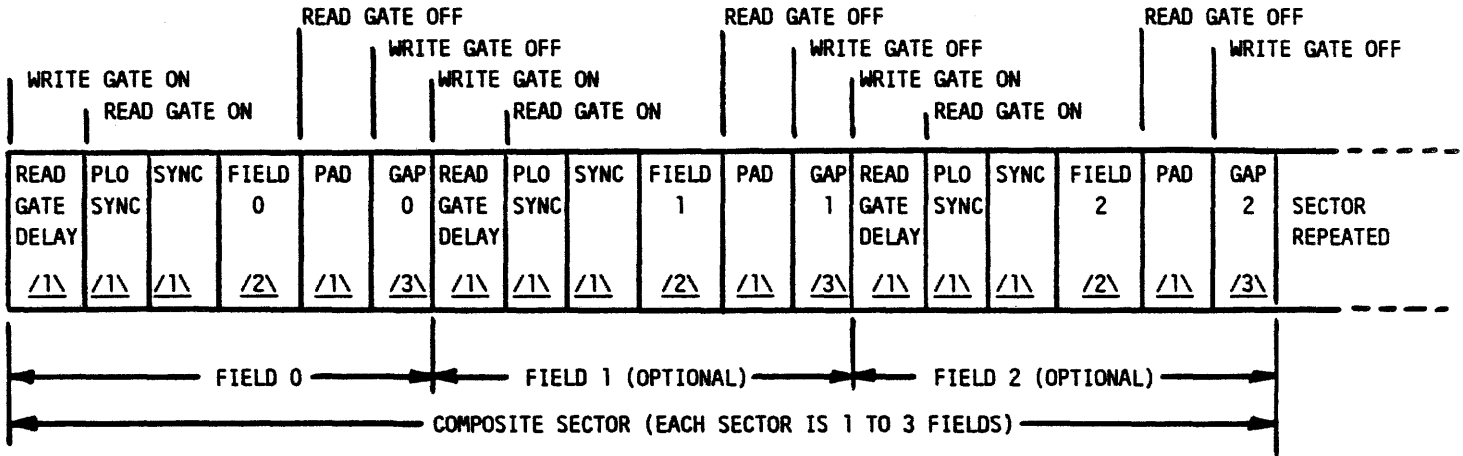 READ GATE OFF READ GATE OFF READ GATE OFF
WRITE GATE OFF WRITE GATE OFF WRITE GATE OFF
WRITE GATE ON WRITE GATE ON WRITE GATE ON
READ GATE ON READ GATE ON READ GATE ON
READ PLO SYNC FIELD PAD GAP READ PLO SYNC FIELD PAD GAP READ PLO SYNC FIELD PAD GAP
GATE SYNC 0 0 GATE SYNC 1 1 GATE SYNC 2 2 SECTOR
DELAY DELAY DELAY REPEATED
/1\ /1\ /1\ /2\ /1\ /3\ /1\ /1\ /1\ /2\ /1\ /3\ /1\ /1\ /1\ /2\ /1\ /3\
FIELD 0 FIELD 1 (OPTIONAL) FIELD 2 (OPTIONAL)
COMPOSITE SECTOR (EACH SECTOR IS 1 TO 3 FIELDS)